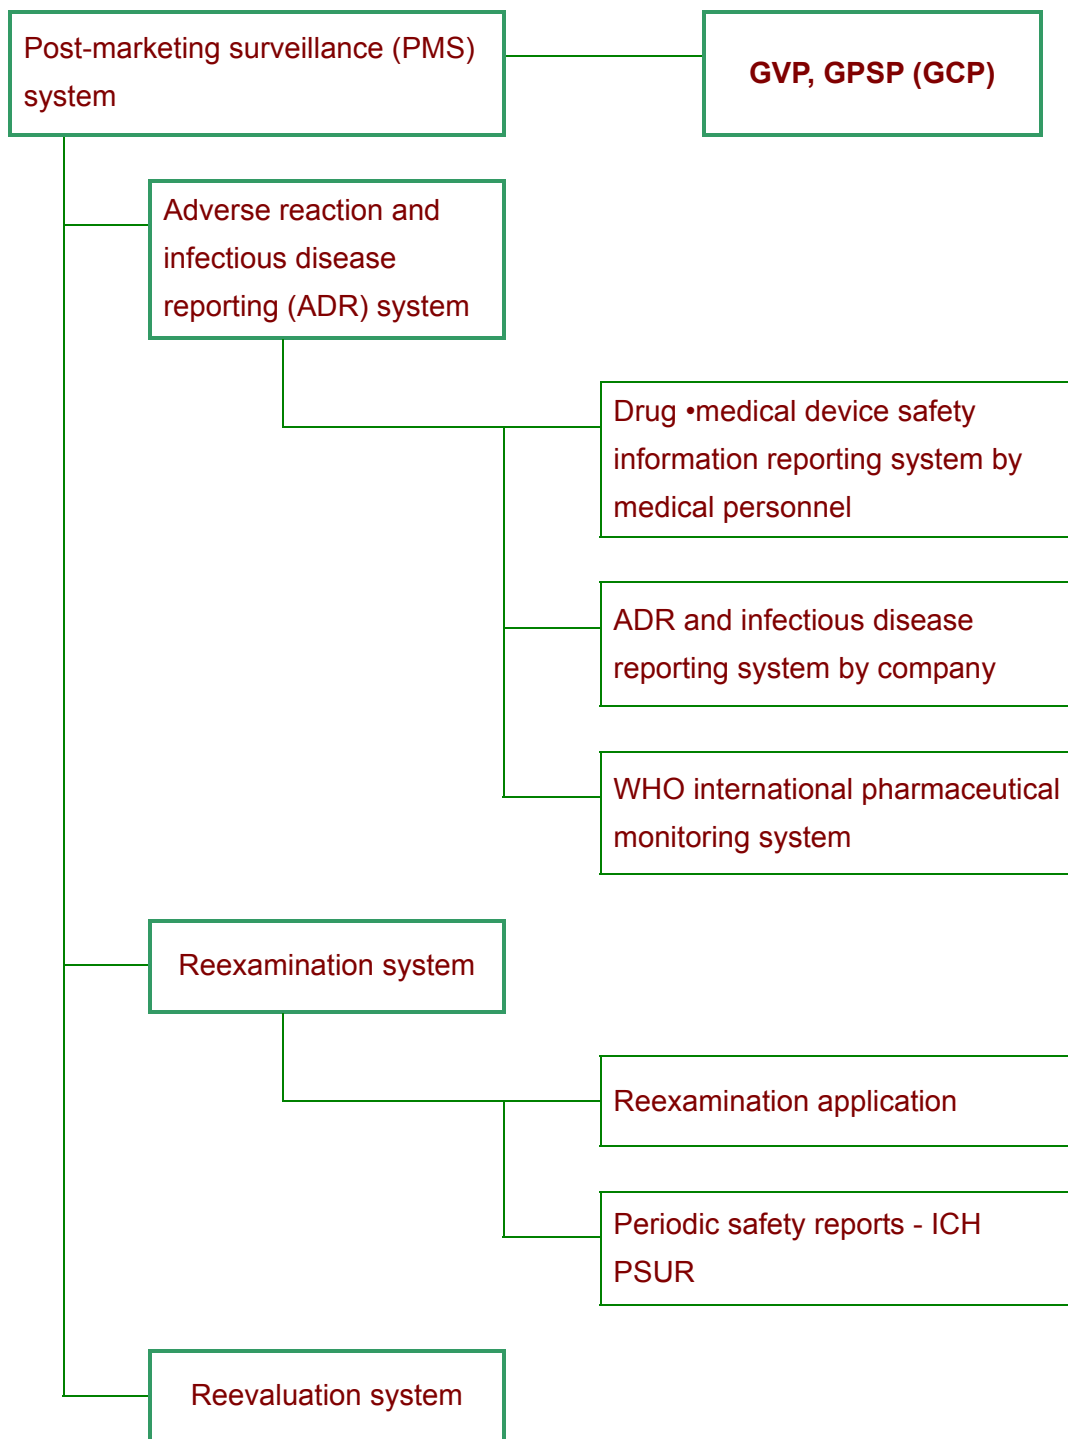 Post-marketing surveillance (PMS)
system
GVP, GPSP (GCP)
Adverse reaction and
infectious disease
reporting (ADR) system
Drug •medical device safety
information reporting system by
medical personnel
ADR and infectious disease
reporting system by company
WHO international pharmaceutical
monitoring system
Reexamination system
Reexamination application
Periodic safety reports - ICH
PSUR
Reevaluation system